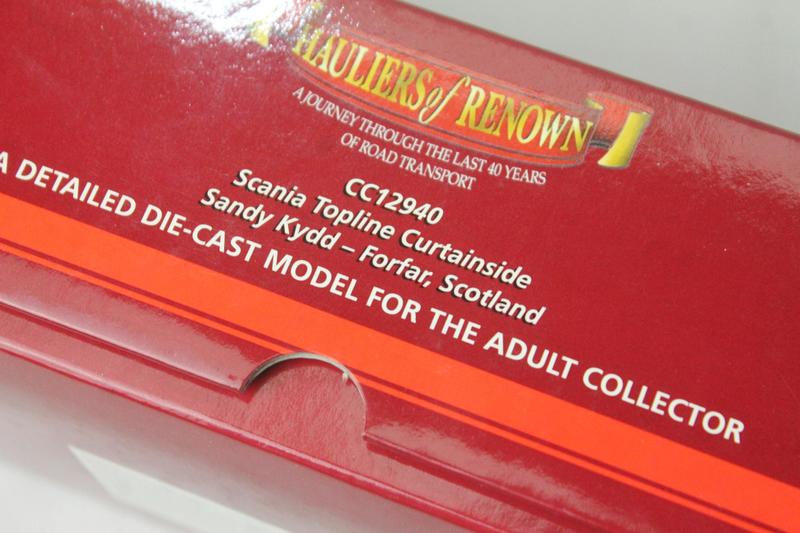 HAULIERS of RENOWN
A JOURNEY THROUGH THE LAST 40 YEARS
OF ROAD TRANSPORT
CC12940
Scania Topline Curtainside
Sandy Kydd – Forfar, Scotland
A DETAILED DIE-CAST MODEL FOR THE ADULT COLLECTOR